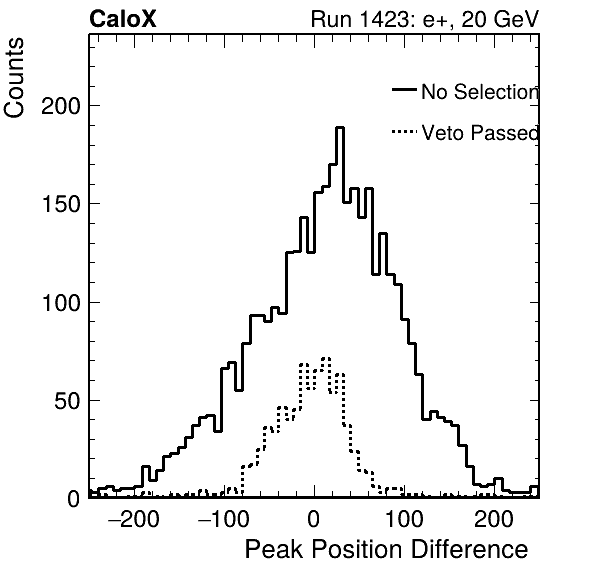 CaloX Run 1423: e+, 20 GeV
Counts
No Selection
Veto Passed
200
150
100
50
0
−200 −100 0 100 200
Peak Position Difference